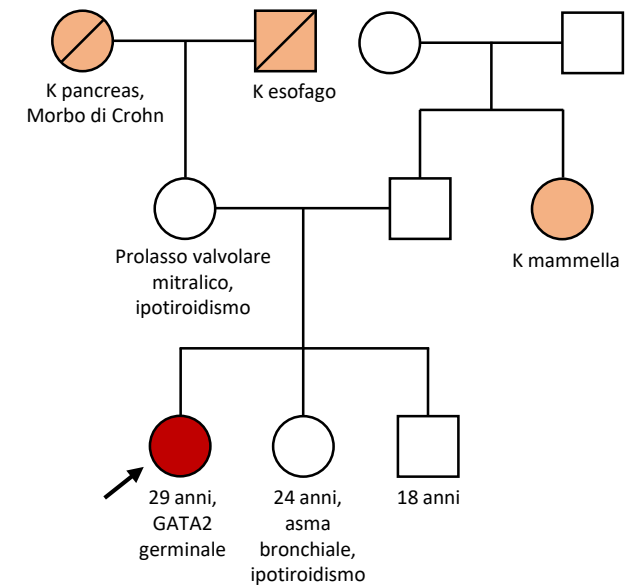 K pancreas,
Morbo di Crohn
K esofago
Prolasso valvolare
mitralico,
ipotiroidismo
K mammella
29 anni,
GATA2
germinale
24 anni,
asma
bronchiale,
ipotiroidismo
18 anni